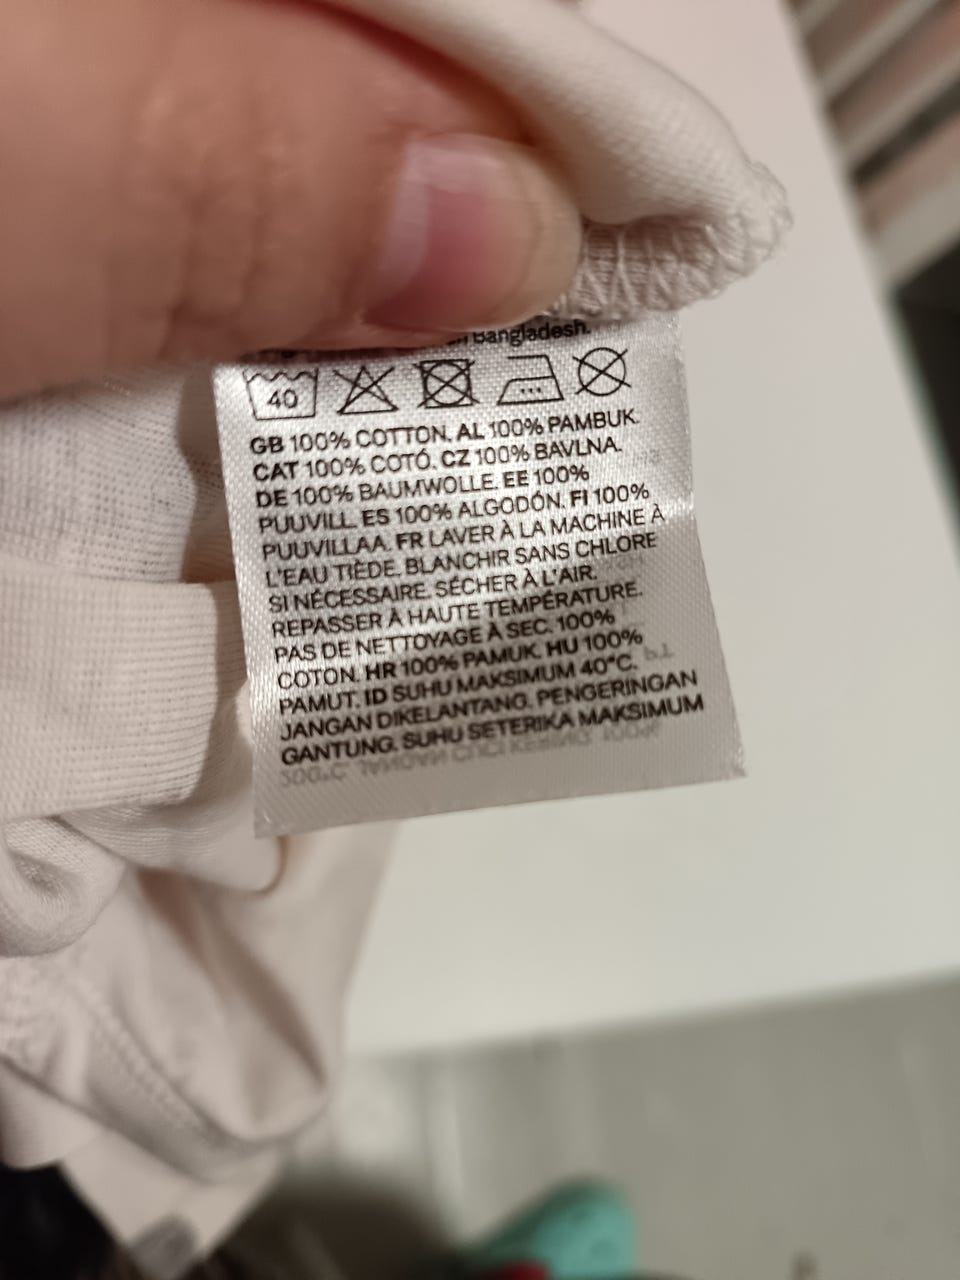 Bangladesh.
40
GB 100% COTTON. AL 100% PAMBUK.
CAT 100% COTÓ. CZ 100% BAVLNA.
DE 100% BAUMWOLLE. EE 100%
PUUVILL. ES 100% ALGODÓN. FI 100%
PUUVILLAA. FR LAVER À LA MACHINE À
L'EAU TIÈDE. BLANCHIR SANS CHLORE
SI NÉCESSAIRE. SÉCHER À L'AIR.
REPASSER À HAUTE TEMPÉRATURE.
PAS DE NETTOYAGE À SEC. 100%
COTON. HR 100% PAMUK. HU 100%
PAMUT. ID SUHU MAKSIMUM 40°C.
JANGAN DIKELANTANG. PENGERINGAN
GANTUNG. SUHU SETERIKA MAKSIMUM